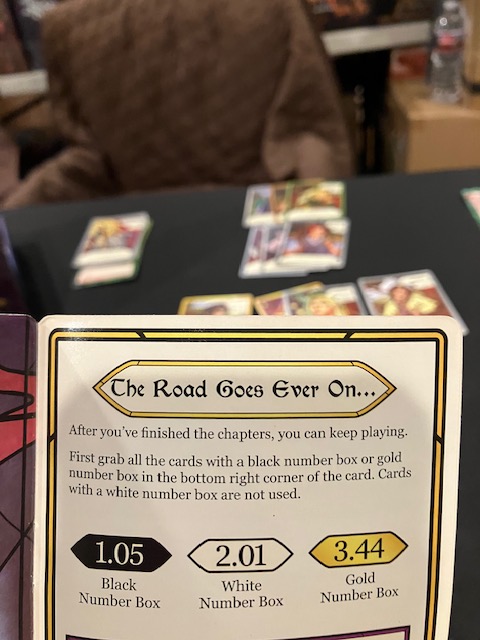 The Road Goes Ever On...
After you've finished the chapters, you can keep playing.
First grab all the cards with a black number box or gold
number box in the bottom right corner of the card. Cards
with a white number box are not used.
1.05 2.01 3.44
Black White Gold
Number Box Number Box Number Box